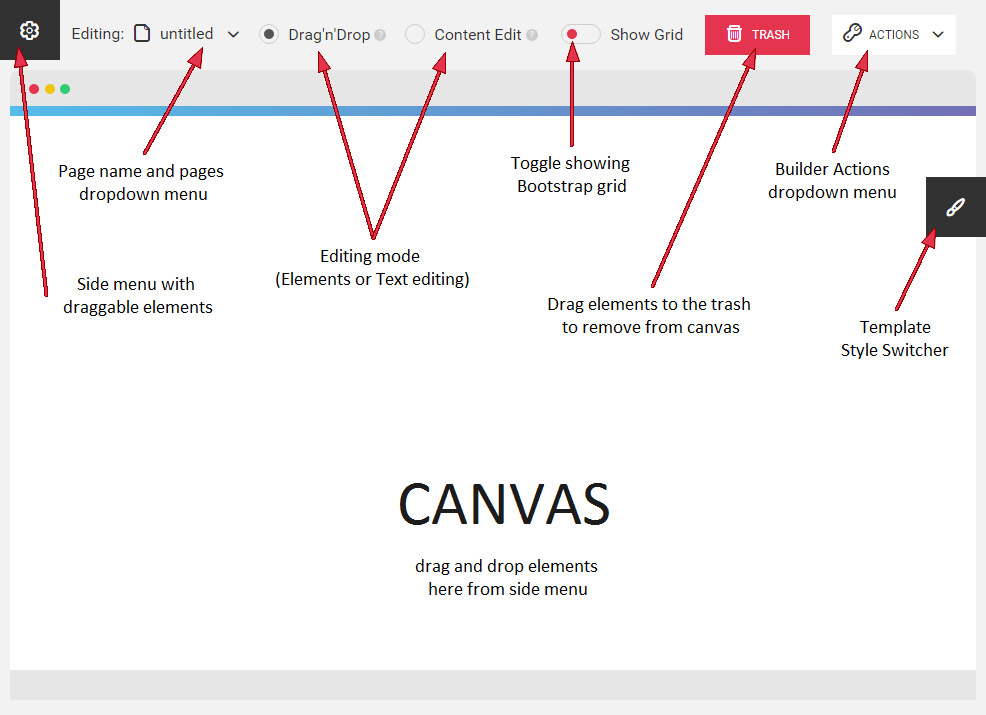 Editing: untitled Drag'n'Drop ? Content Edit ? Show Grid TRASH ACTIONS
Page name and pages
dropdown menu
Toggle showing
Bootstrap grid
Builder Actions
dropdown menu
Editing mode
(Elements or Text editing)
Side menu with
draggable elements
Drag elements to the trash
to remove from canvas
Template
Style Switcher
CANVAS
drag and drop elements
here from side menu